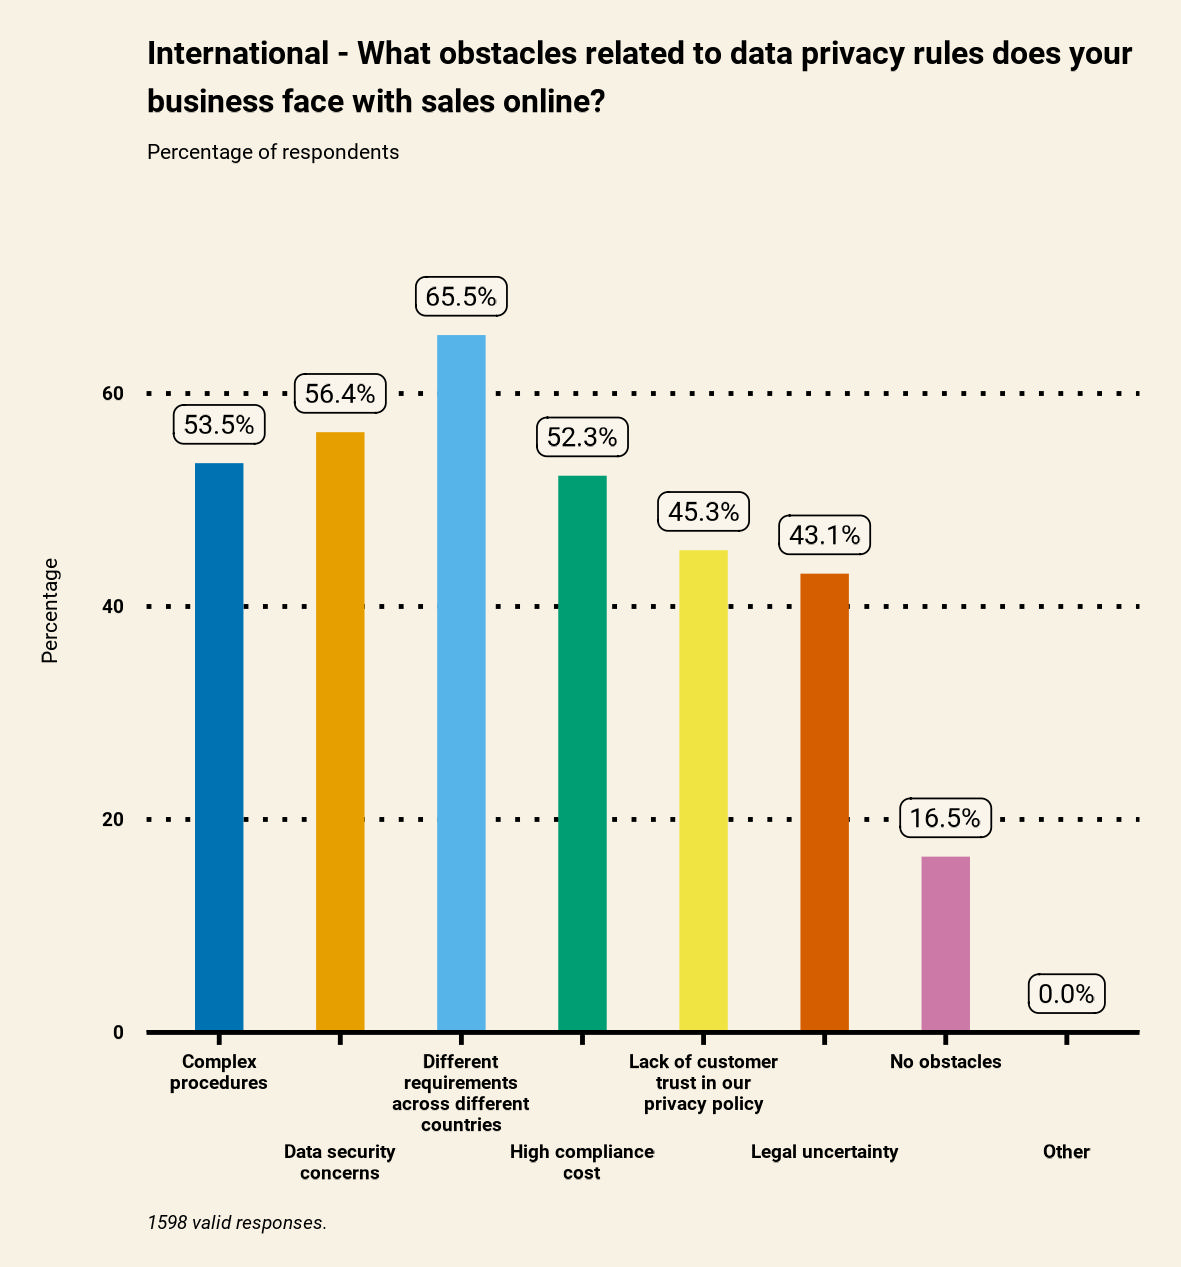 International - What obstacles related to data privacy rules does your
business face with sales online?
Percentage of respondents
65.5%
60
56.4%
53.5%
52.3%
45.3%
43.1%
Percentage
40
20
16.5%
0.0%
0
Complex
procedures
Different
requirements
across different
countries
Lack of customer
trust in our
privacy policy
No obstacles
Data security
concerns
High compliance
cost
Legal uncertainty
Other
1598 valid responses.